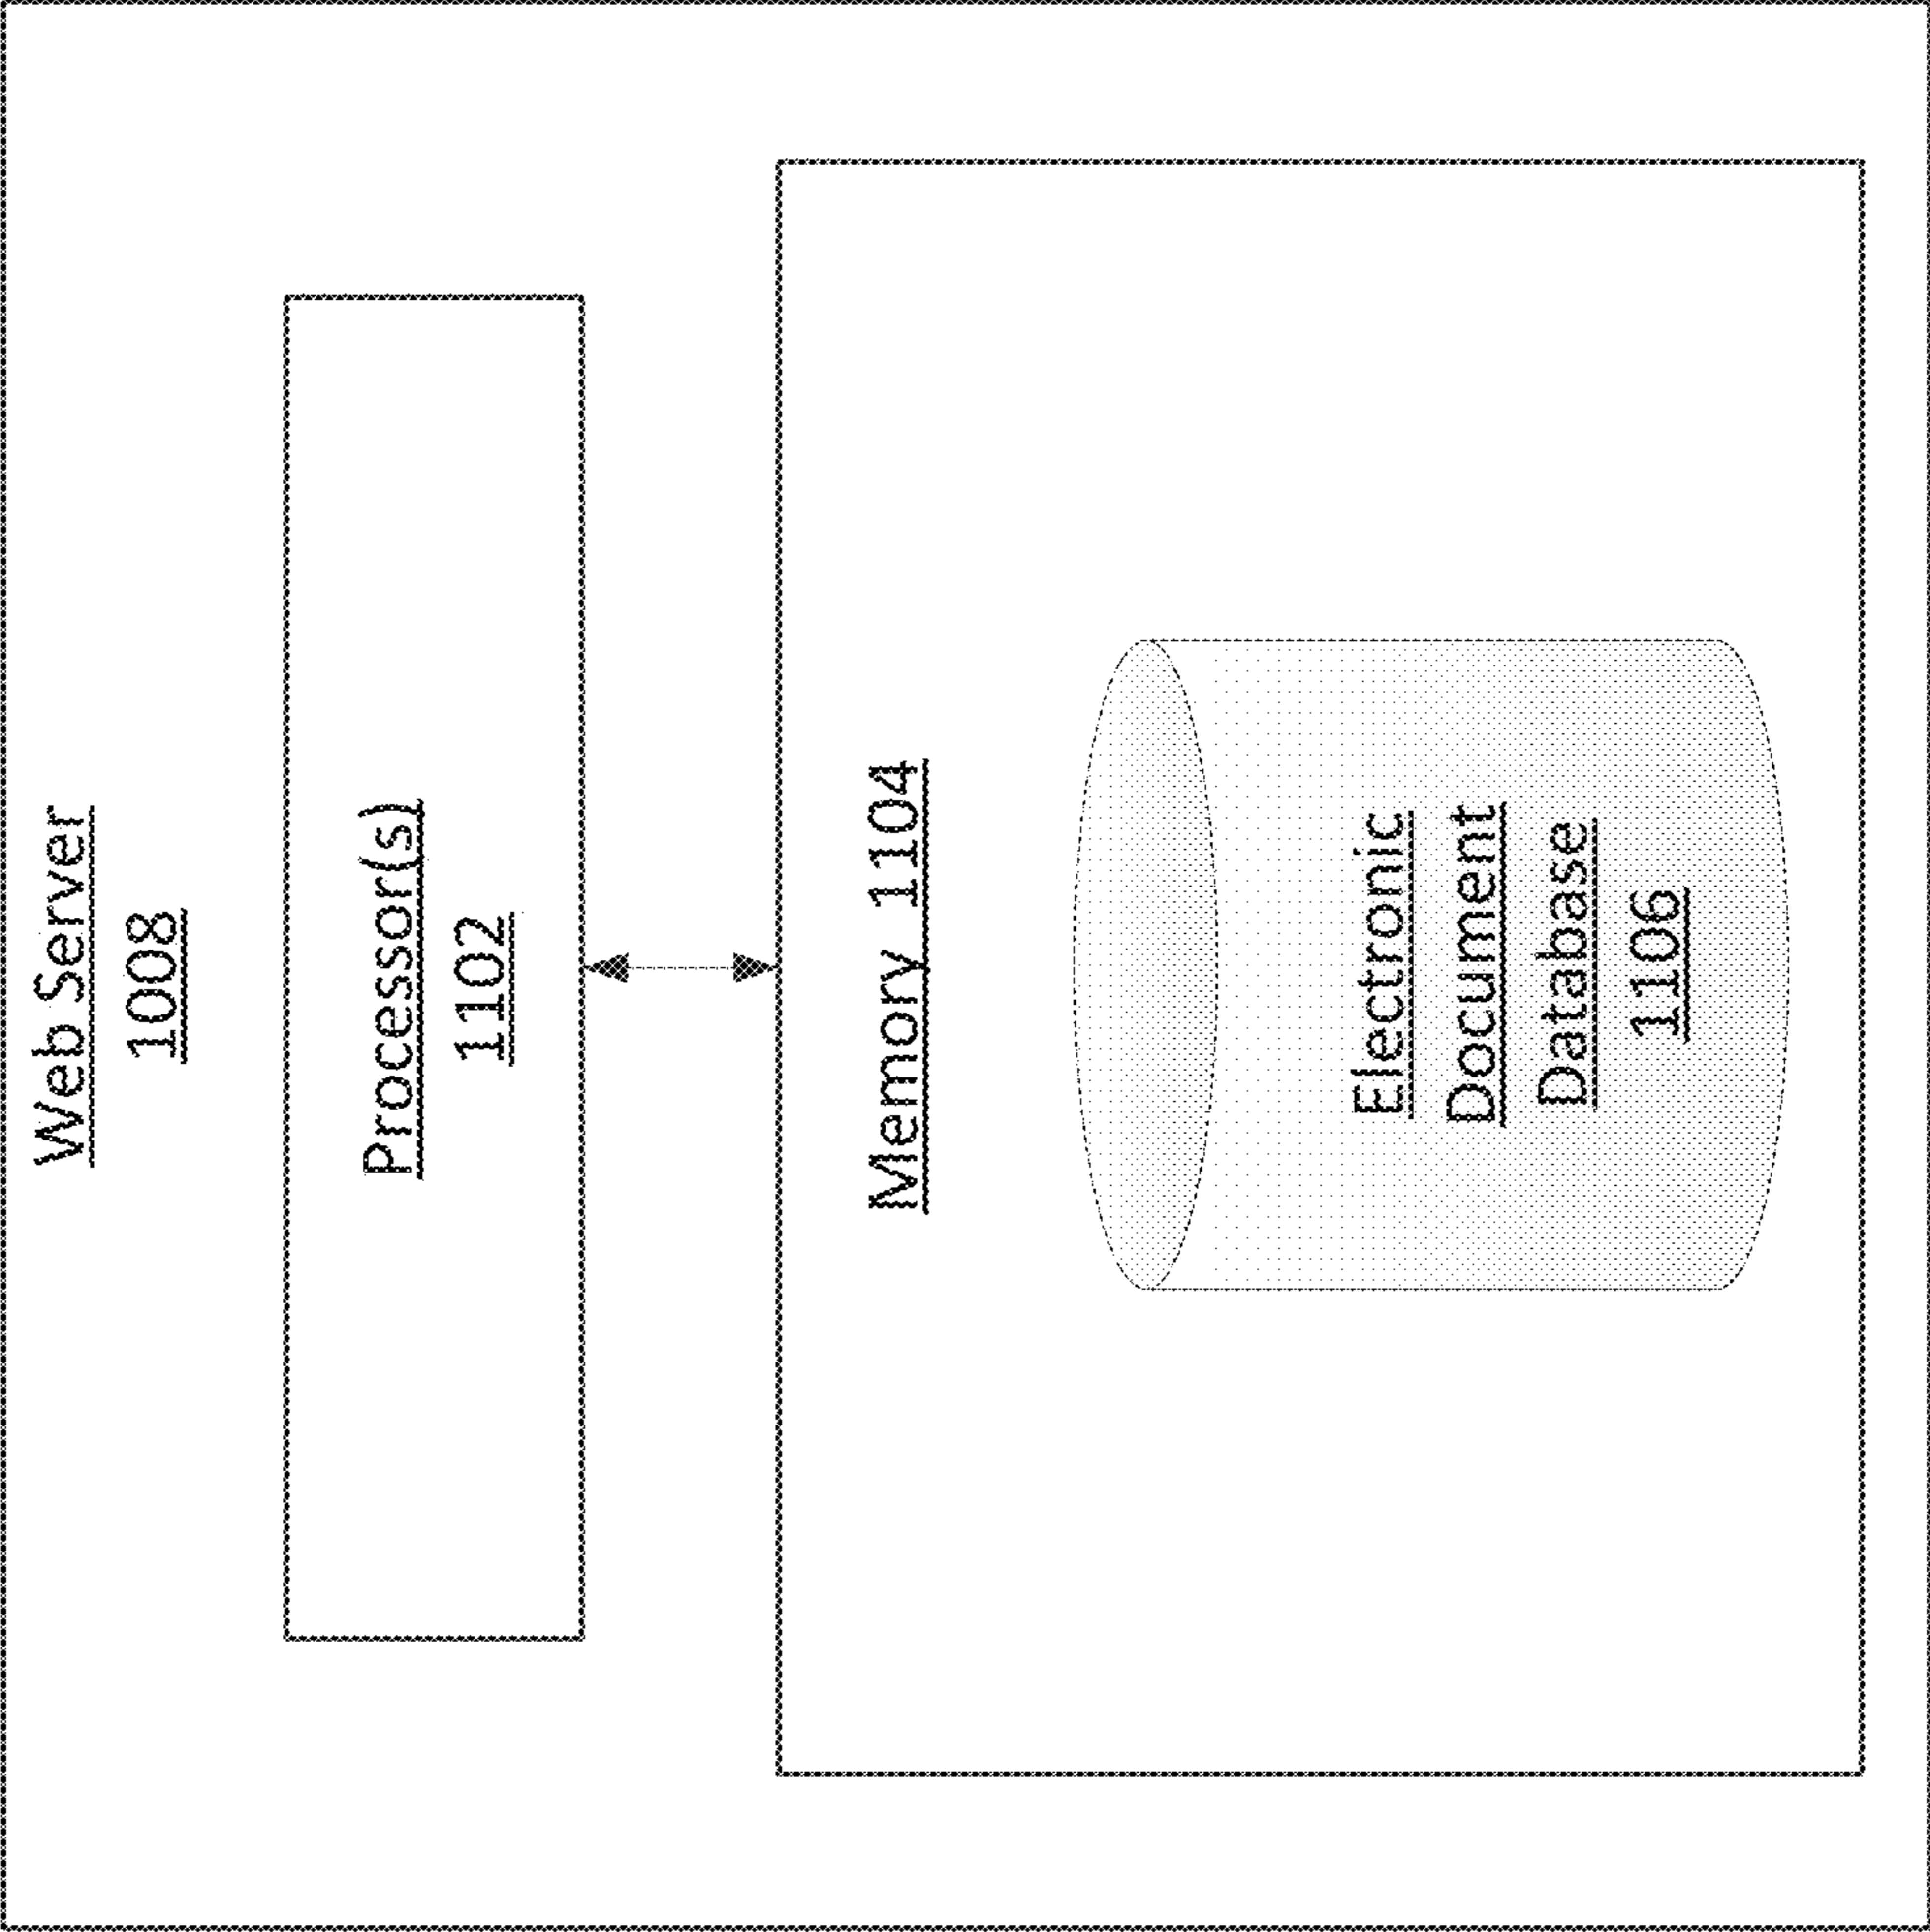 Web Server
1008
Processor(s)
1102
Memory 1104
Electronic
Document
Database
1106